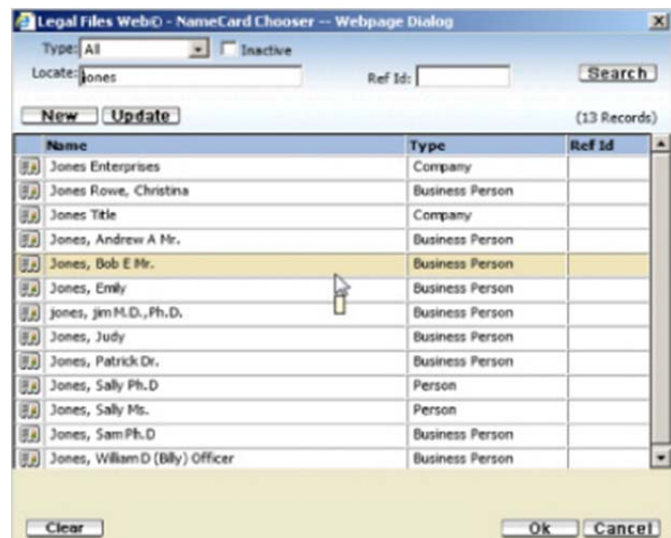 Legal Files Web© - NameCard Chooser -- Webpage Dialog
Type: All Inactive
Locate: jones Ref Id: Search
New Update (13 Records)
Name Type Ref Id
Jones Enterprises Company
Jones Rowe, Christina Business Person
Jones Title Company
Jones, Andrew A Mr. Business Person
Jones, Bob E Mr. Business Person
Jones, Emily Business Person
jones, jim M.D.,Ph.D. Business Person
Jones, Judy Business Person
Jones, Patrick Dr. Business Person
Jones, Sally Ph.D Person
Jones, Sally Ms. Person
Jones, Sam Ph.D Business Person
Jones, William D (Billy) Officer Business Person
Clear Ok Cancel